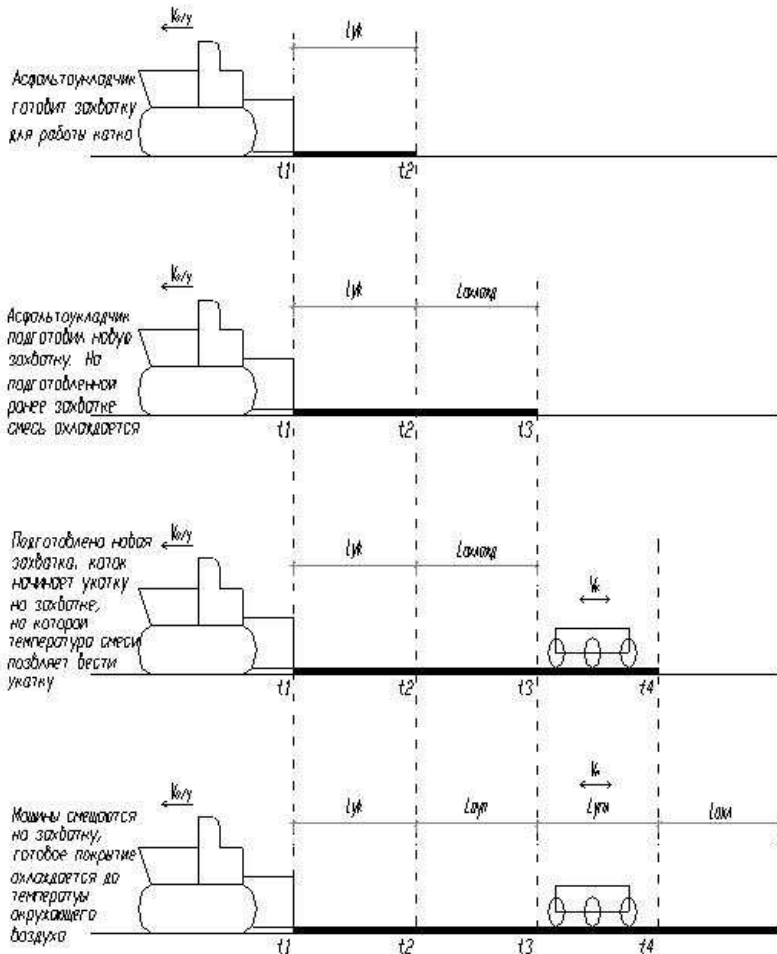 Vа/у
Lук
Асфальтоукладчик
готовит захватку
для работы катка
t1
t2
Vа/у
Lук
Lохлажд
Асфальтоукладчик
подготовил новую
захватку. На
подготовленной
ранее захватке
смесь охлаждается
t1
t2
t3
Подготовлена новая
захватка, каток
начинает укатку
на захватке,
на которой
температура смеси
позвляет вести
укатку
Vа/у
Lук
Lохлажд
Vк
t1
t2
t3
t4
Машины смещаются
на захватку,
готовое покрытие
охлаждается до
температуы
окружающего
воздуха
Vа/у
Lук
Lохл
t1
t2
t3
t4